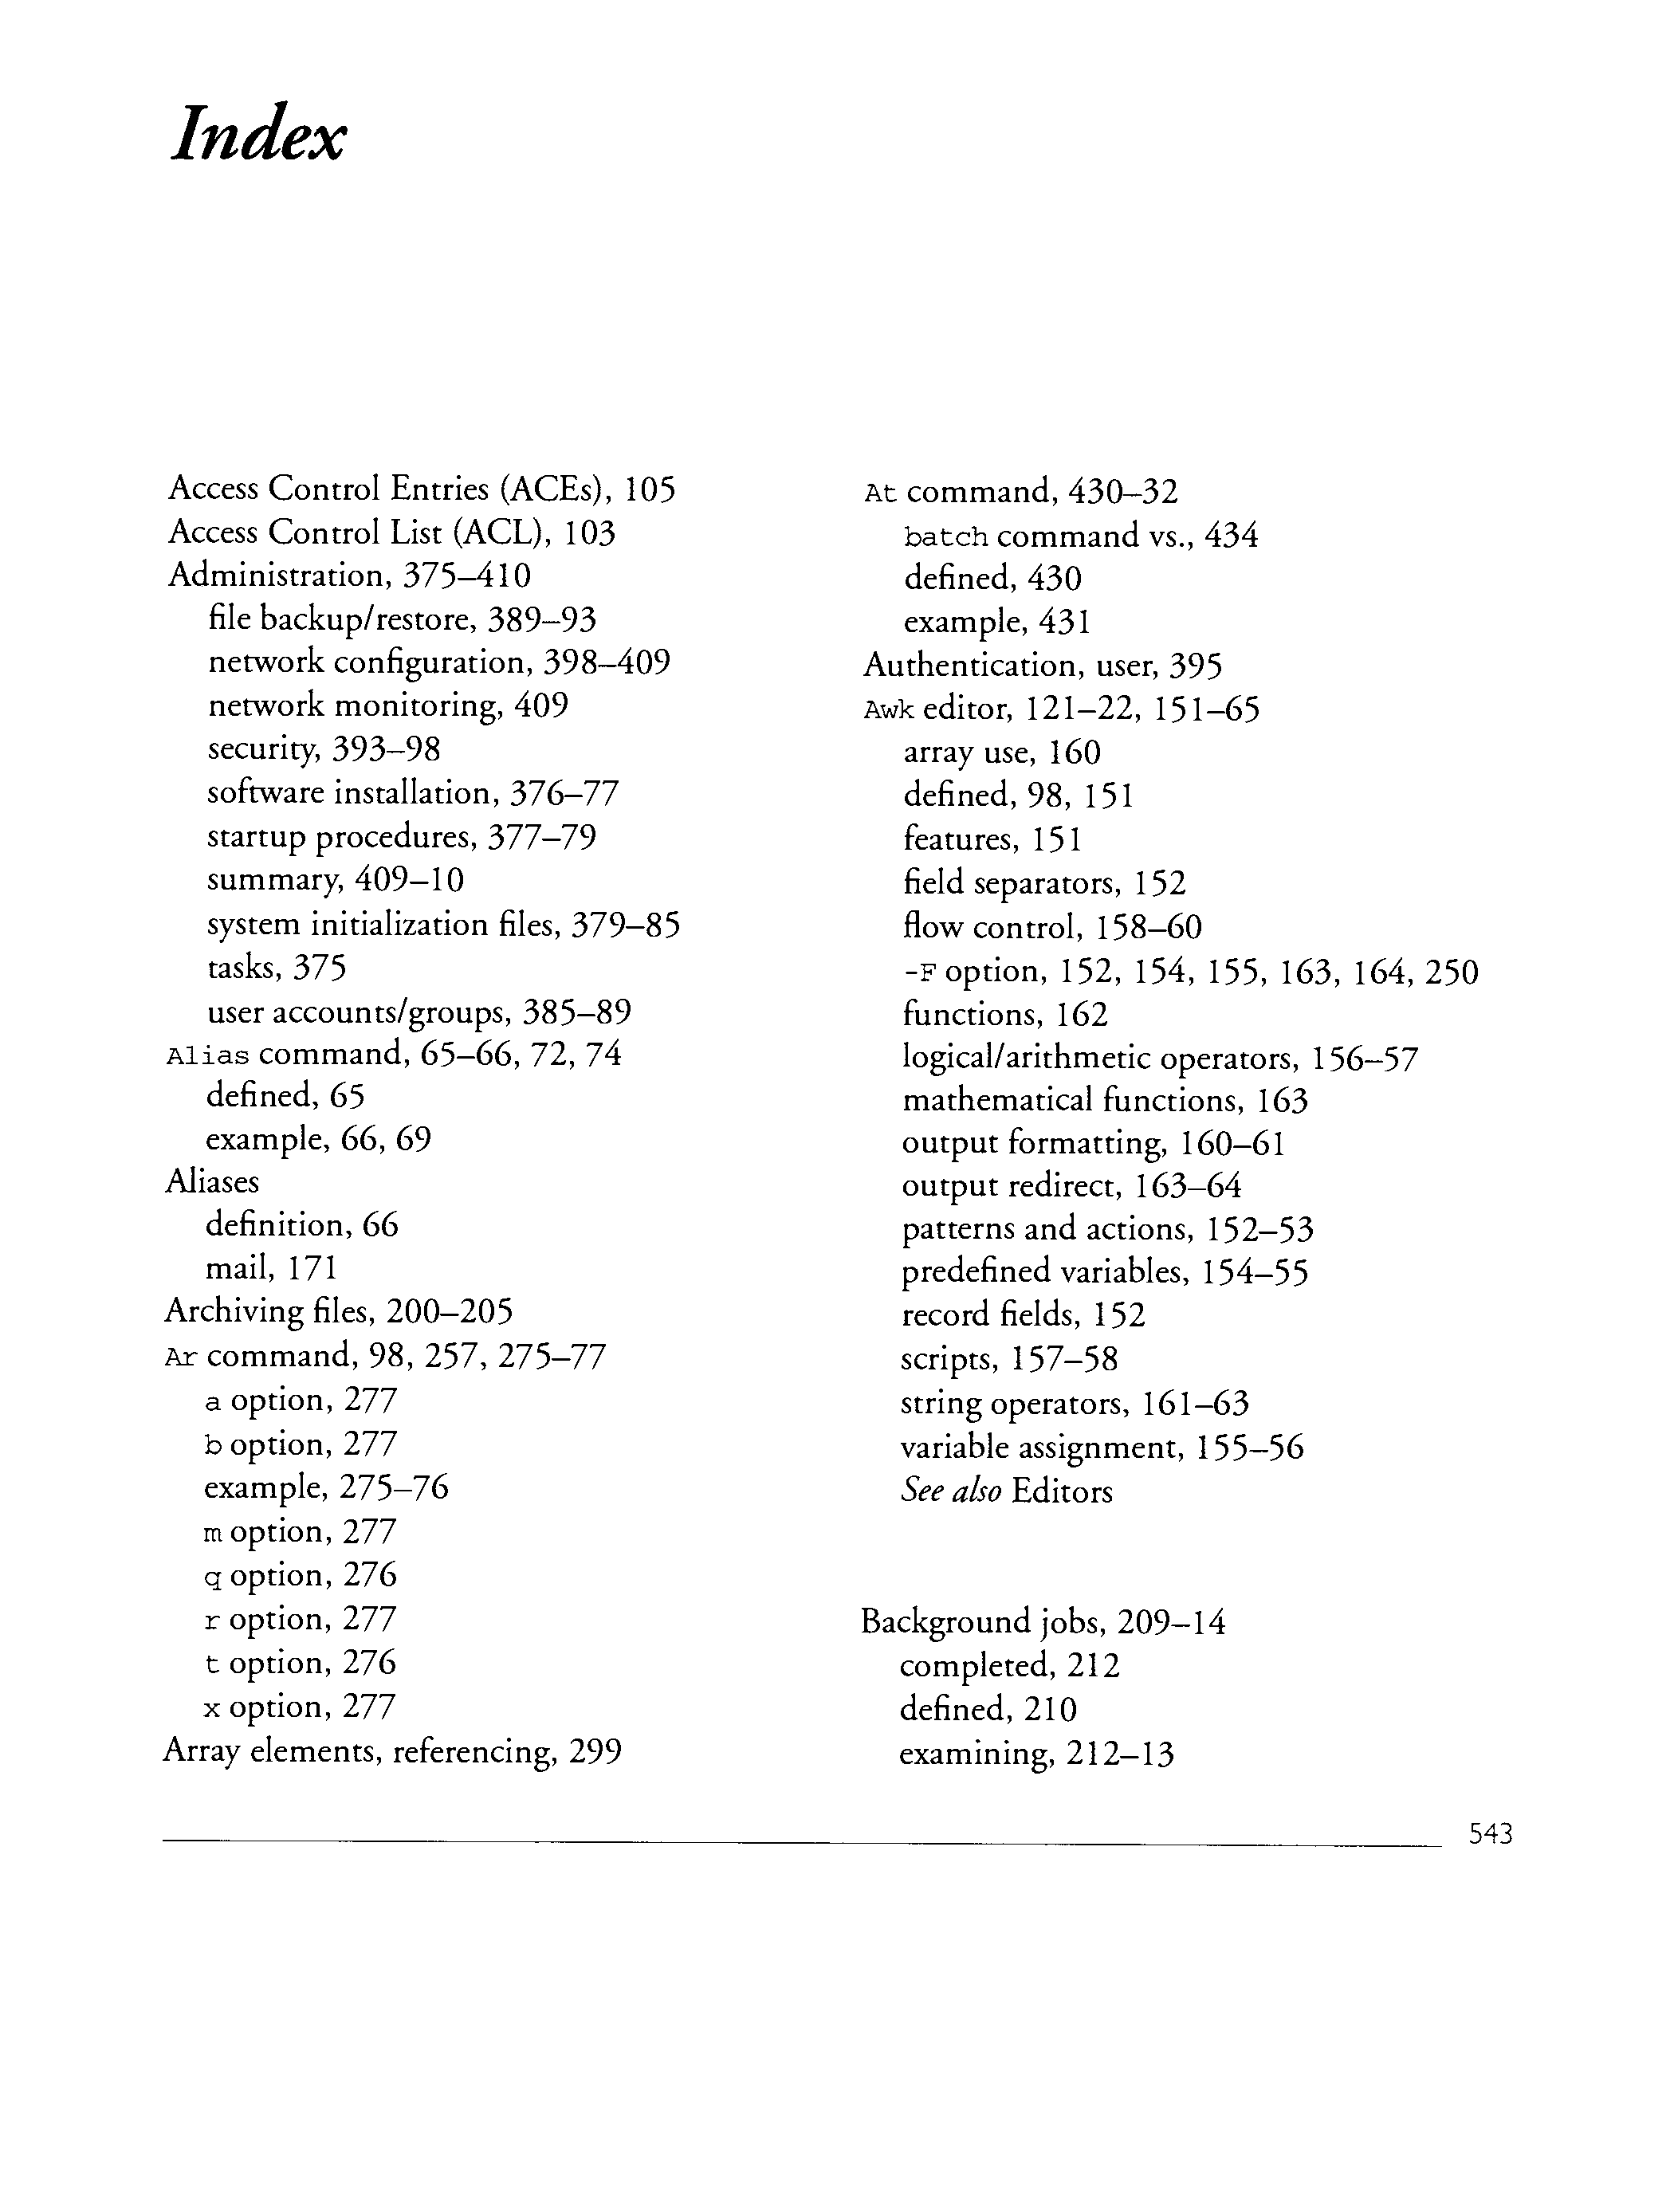 Index
Access Control Entries (ACEs), 105
Access Control List (ACL), 103
Administration, 375–410
file backup/restore, 389–93
network configuration, 398–409
network monitoring, 409
security, 393–98
software installation, 376–77
startup procedures, 377–79
summary, 409–10
system initialization files, 379–85
tasks, 375
user accounts/groups, 385–89
Alias command, 65–66, 72, 74
defined, 65
example, 66, 69
Aliases
definition, 66
mail, 171
Archiving files, 200–205
Ar command, 98, 257, 275–77
a option, 277
b option, 277
example, 275–76
m option, 277
q option, 276
r option, 277
t option, 276
x option, 277
Array elements, referencing, 299
At command, 430–32
batch command vs., 434
defined, 430
example, 431
Authentication, user, 395
Awk editor, 121–22, 151–65
array use, 160
defined, 98, 151
features, 151
field separators, 152
flow control, 158–60
-F option, 152, 154, 155, 163, 164, 250
functions, 162
logical/arithmetic operators, 156–57
mathematical functions, 163
output formatting, 160–61
output redirect, 163–64
patterns and actions, 152–53
predefined variables, 154–55
record fields, 152
scripts, 157–58
string operators, 161–63
variable assignment, 155–56
See also Editors
Background jobs, 209–14
completed, 212
defined, 210
examining, 212–13
543